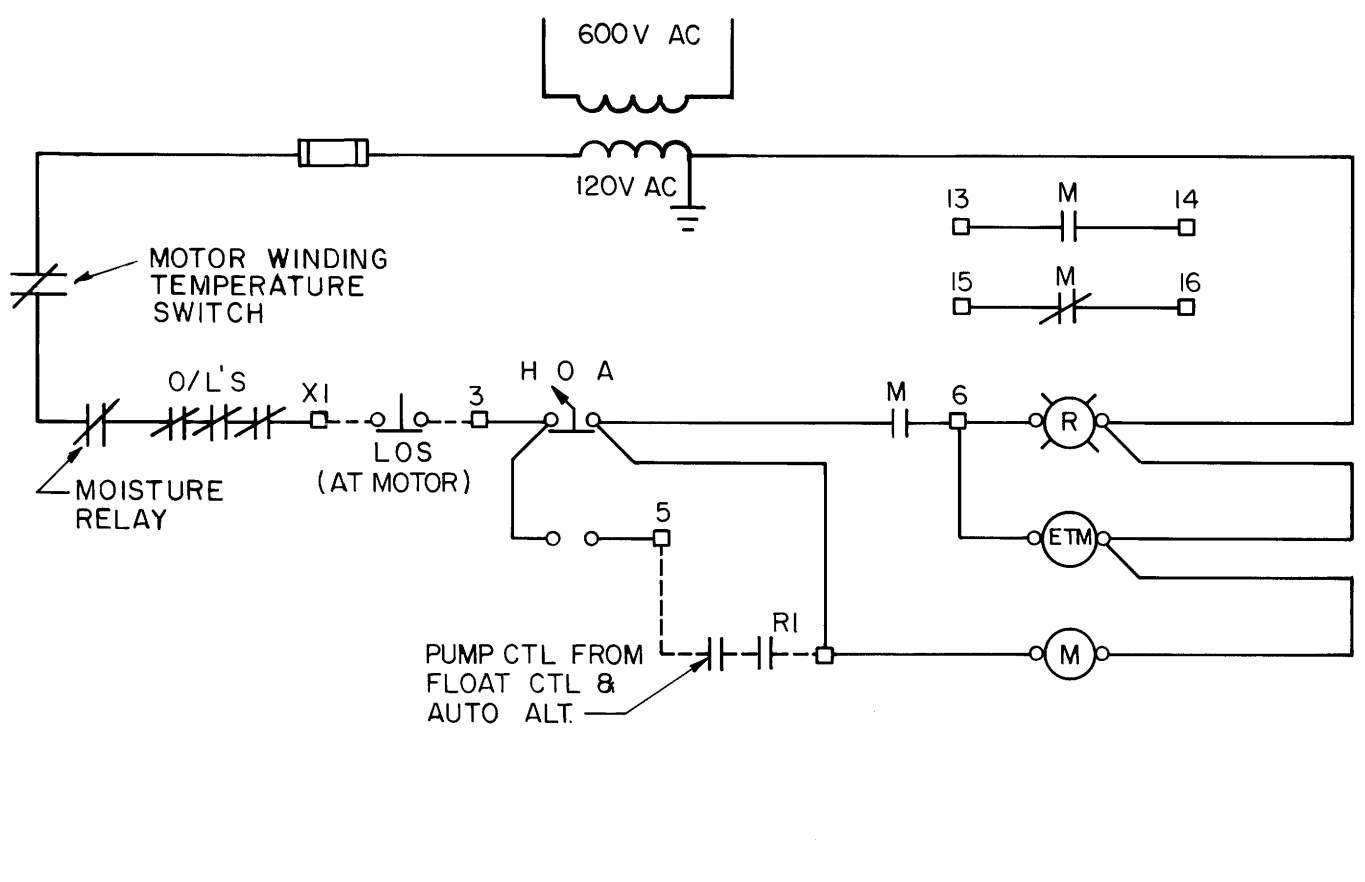 600V AC
120V AC
13 M 14
15 M 16
MOTOR WINDING
TEMPERATURE
SWITCH
H O A
O/L'S
X1
3
M
6
R
LOS
(AT MOTOR)
MOISTURE
RELAY
5
ETM
R1
PUMP CTL FROM
FLOAT CTL &
AUTO ALT.
M